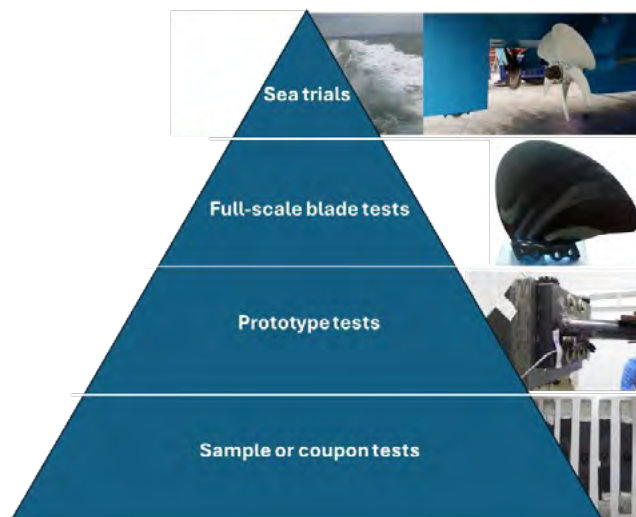 Sea trials
Full-scale blade tests
Prototype tests
Sample or coupon tests